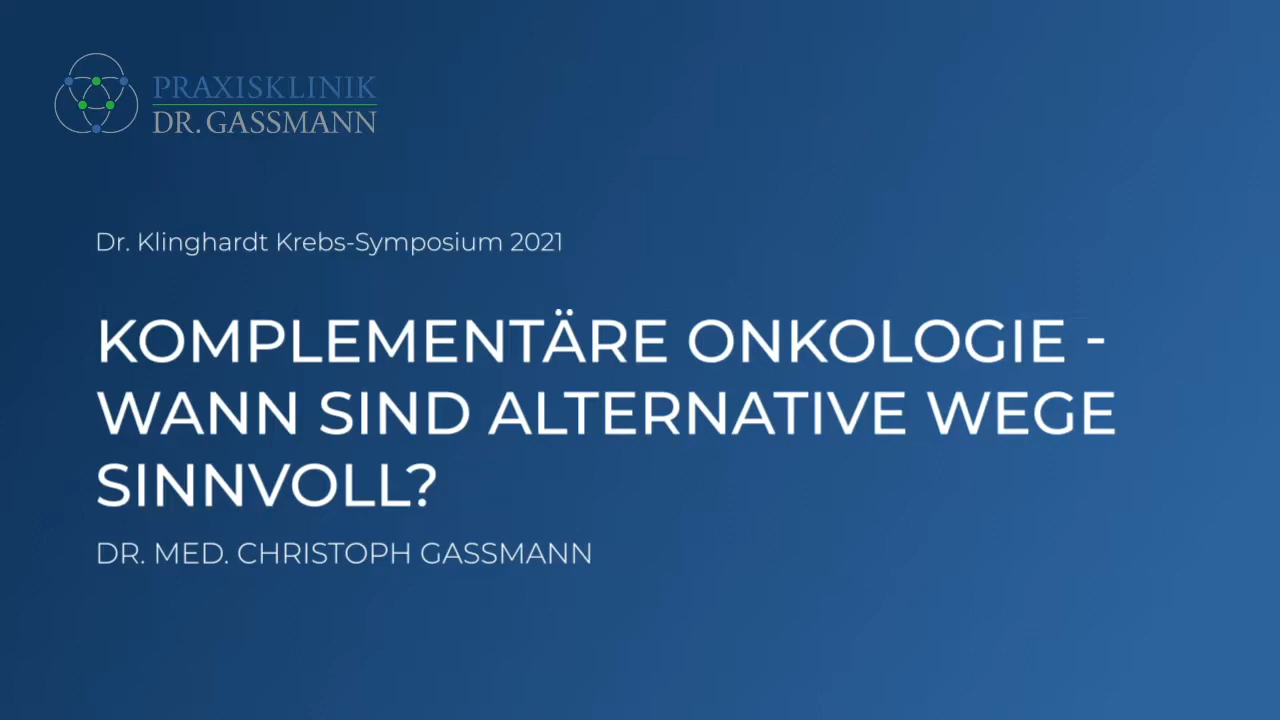 PRAXISKLINIK
DR. GASSMANN
Dr. Klinghardt Krebs-Symposium 2021
KOMPLEMENTÄRE ONKOLOGIE -
WANN SIND ALTERNATIVE WEGE
SINNVOLL?
DR. MED. CHRISTOPH GASSMANN